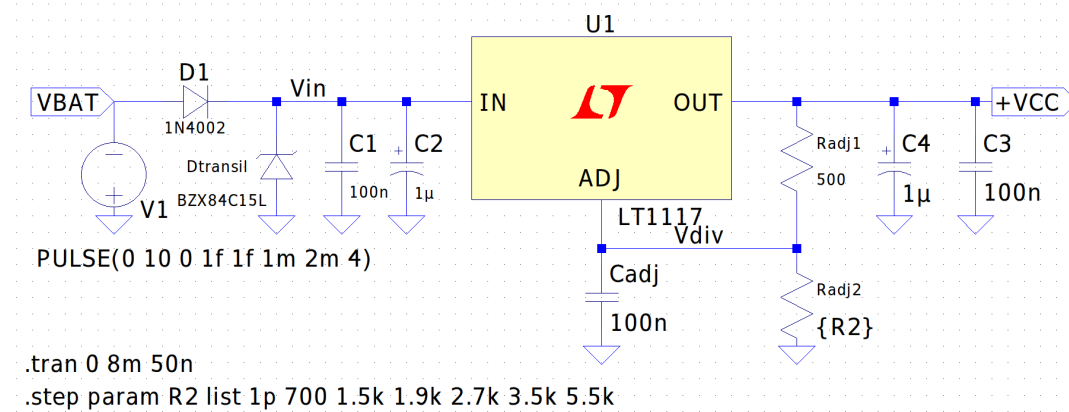 U1
D1
VBAT
Vin
IN
OUT
+VCC
1N4002
Dtransil
C1
+
C2
Radj1
+
C4
C3
BZX84C15L
100n
1µ
ADJ
500
1µ
100n
V1
LT1117
Vdiv
PULSE(0 10 0 1f 1f 1m 2m 4)
Cadj
Radj2
100n
{R2}
.tran 0 8m 50n
.step param R2 list 1p 700 1.5k 1.9k 2.7k 3.5k 5.5k